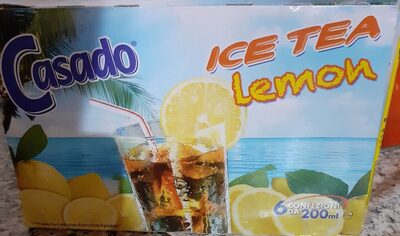 Casado®
ICE TEA
lemon
6 CONFEZIONI
DA 200ml e